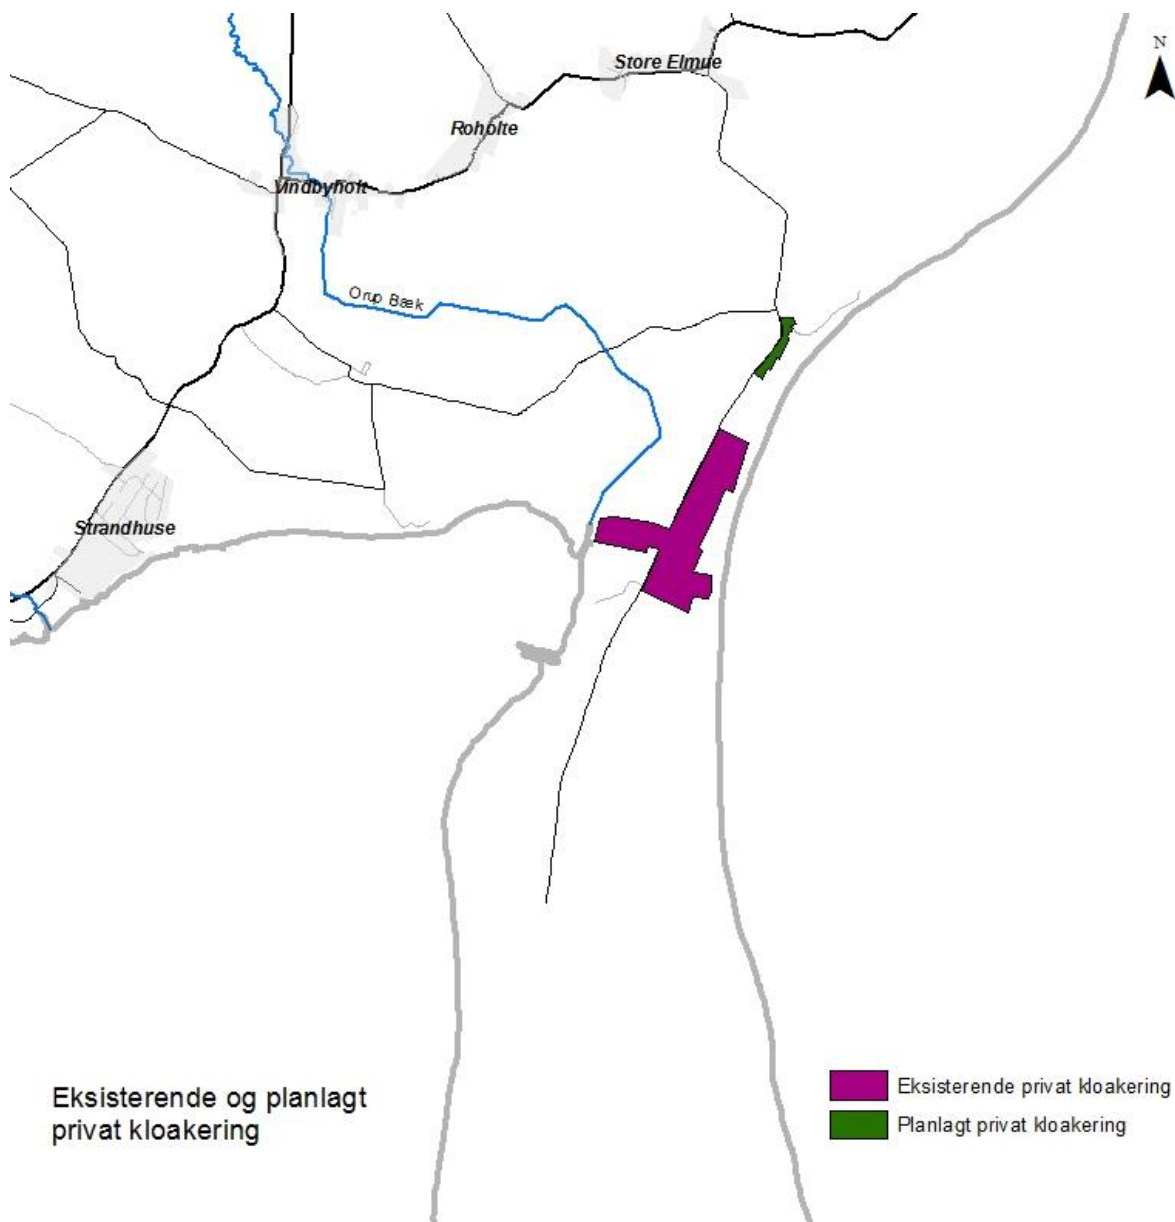 N
Store Elmue
Roholte
Vindbyholt
Orup Bæk
Strandhuse
Eksisterende og planlagt
privat kloakering
Eksisterende privat kloakering
Planlagt privat kloakering